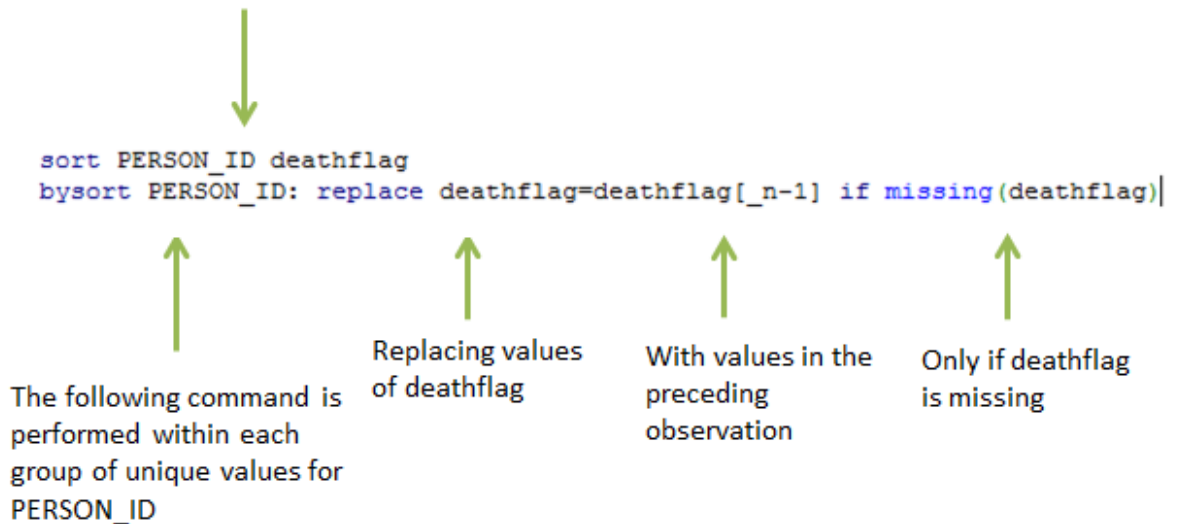 sort PERSON_ID deathflag
bysort PERSON_ID: replace deathflag=deathflag[_n-1] if missing(deathflag)
The following command is
performed within each
group of unique values for
PERSON_ID
Replacing values
of deathflag
With values in the
preceding
observation
Only if deathflag
is missing